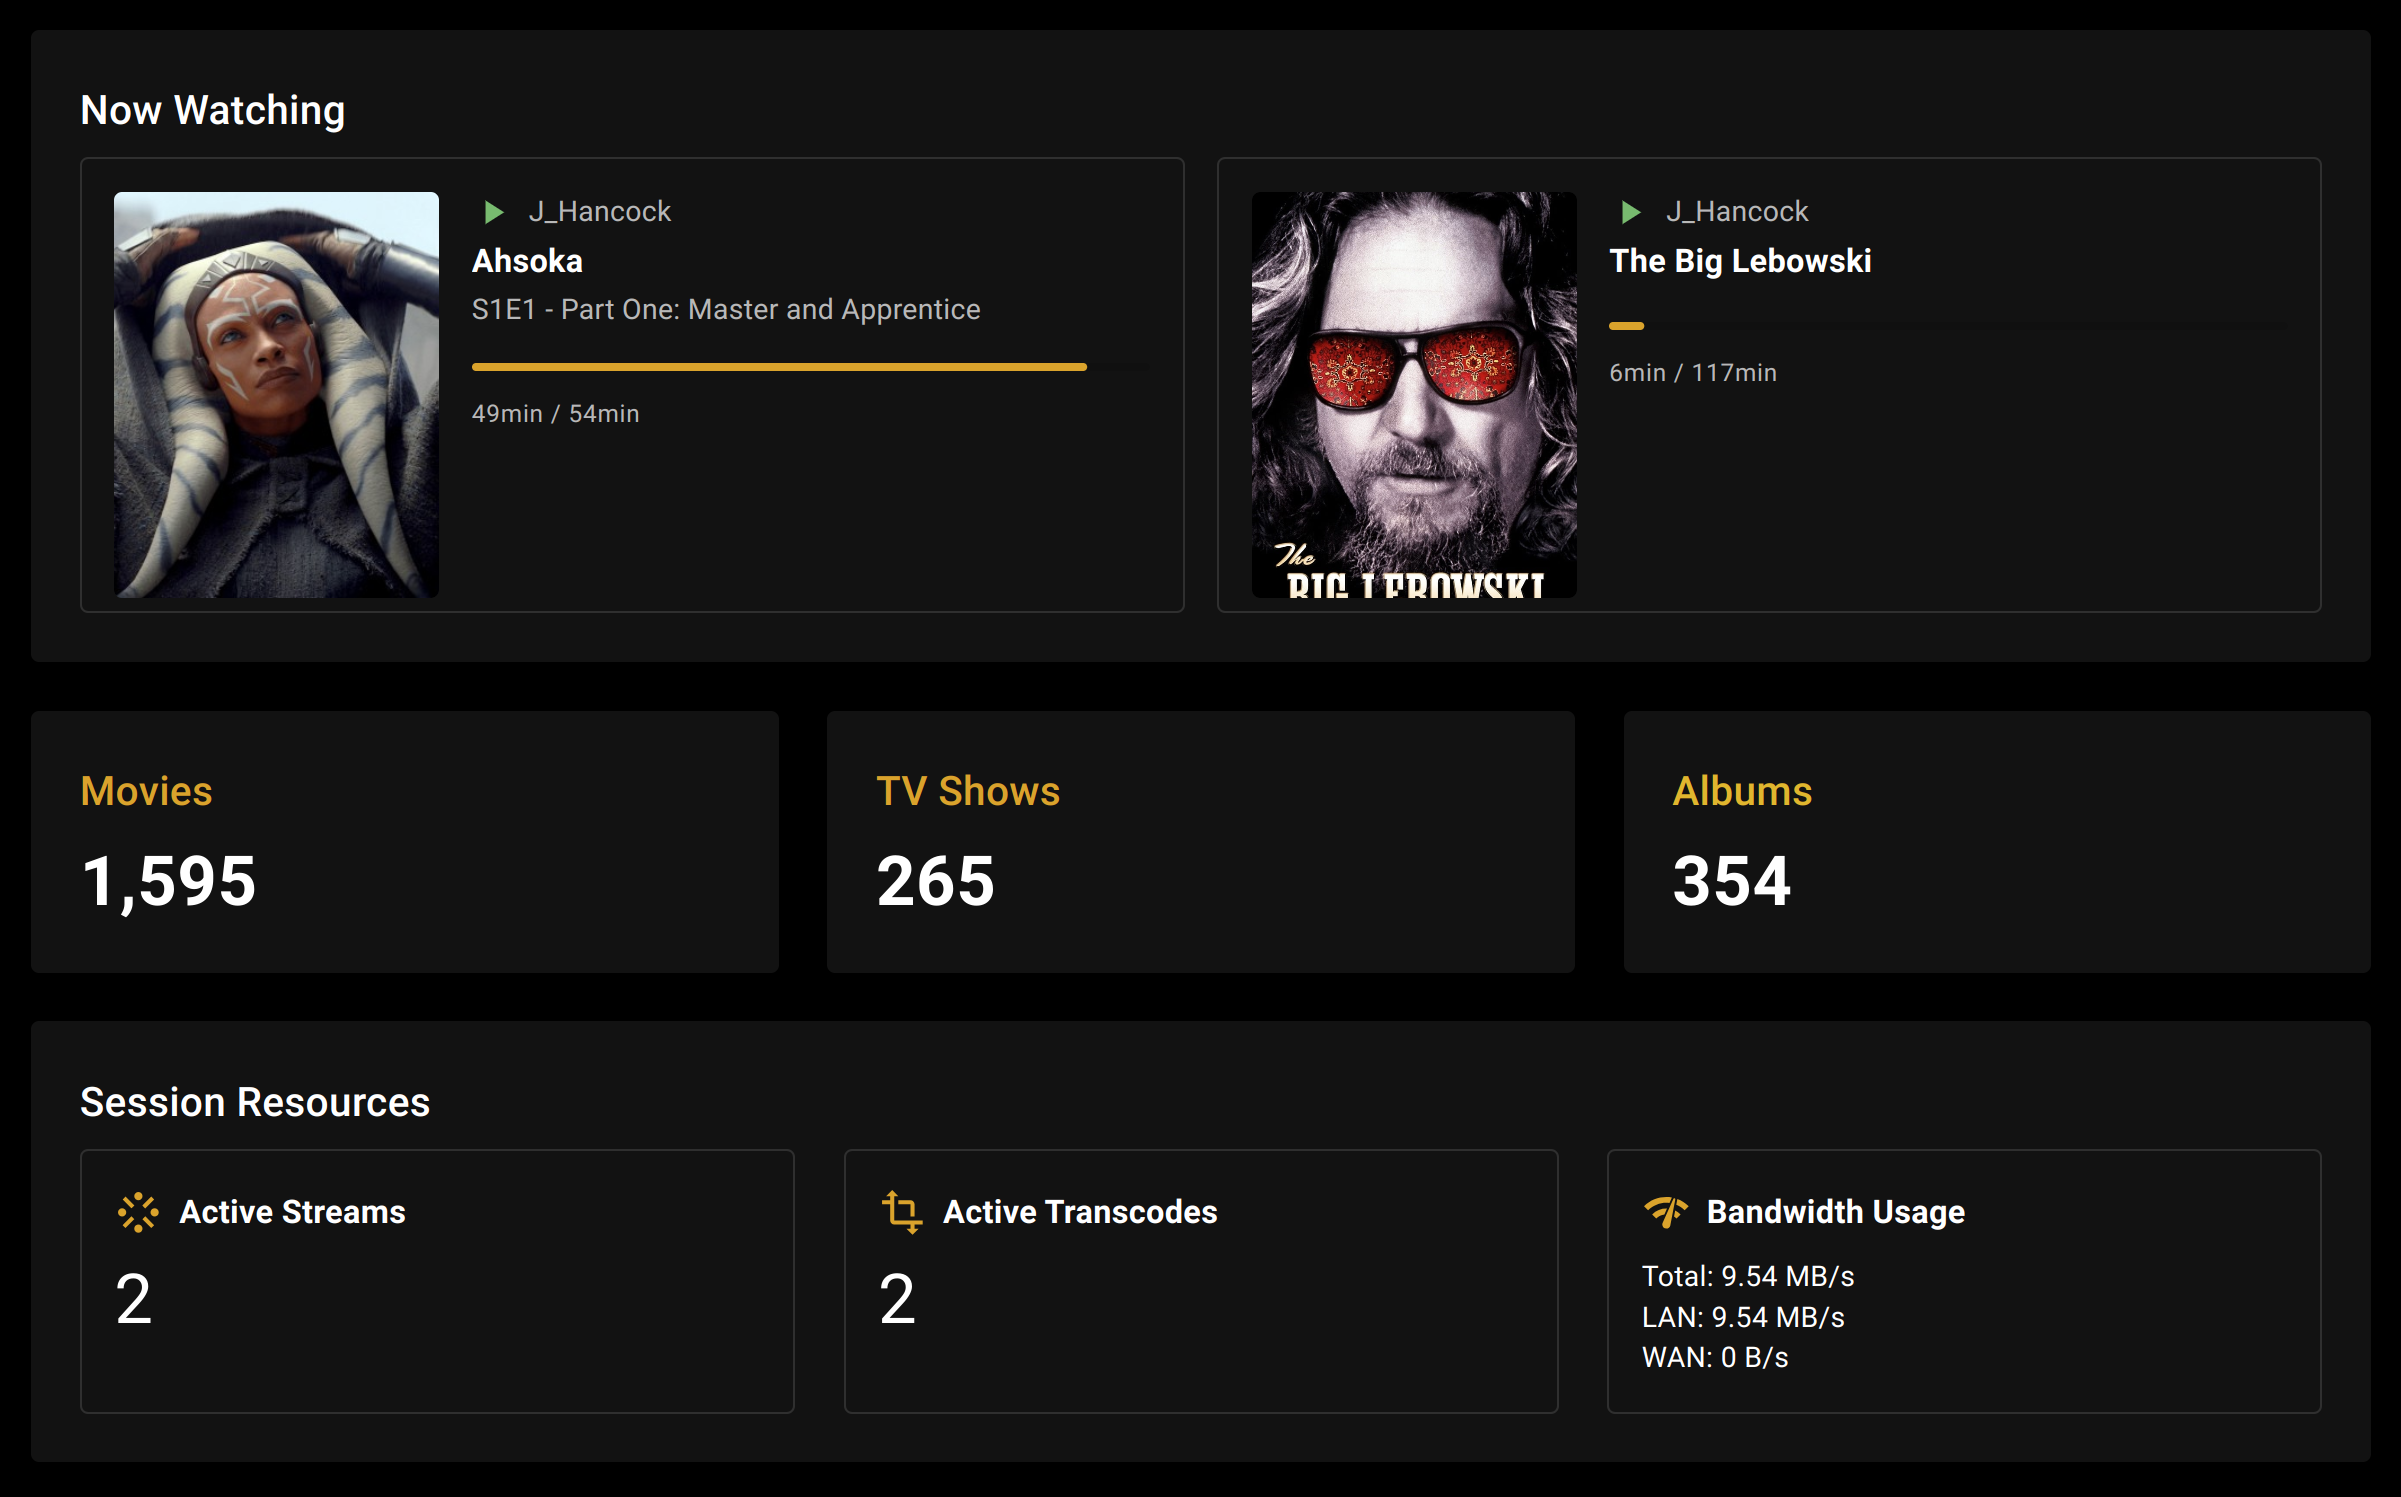 Now Watching
J_Hancock
Ahsoka
S1E1 - Part One: Master and Apprentice
49min / 54min
The
BIG LEBOWSKI
J_Hancock
The Big Lebowski
6min / 117min
Movies
1,595
TV Shows
265
Albums
354
Session Resources
Active Streams
2
Active Transcodes
2
Bandwidth Usage
Total: 9.54 MB/s
LAN: 9.54 MB/s
WAN: 0 B/s